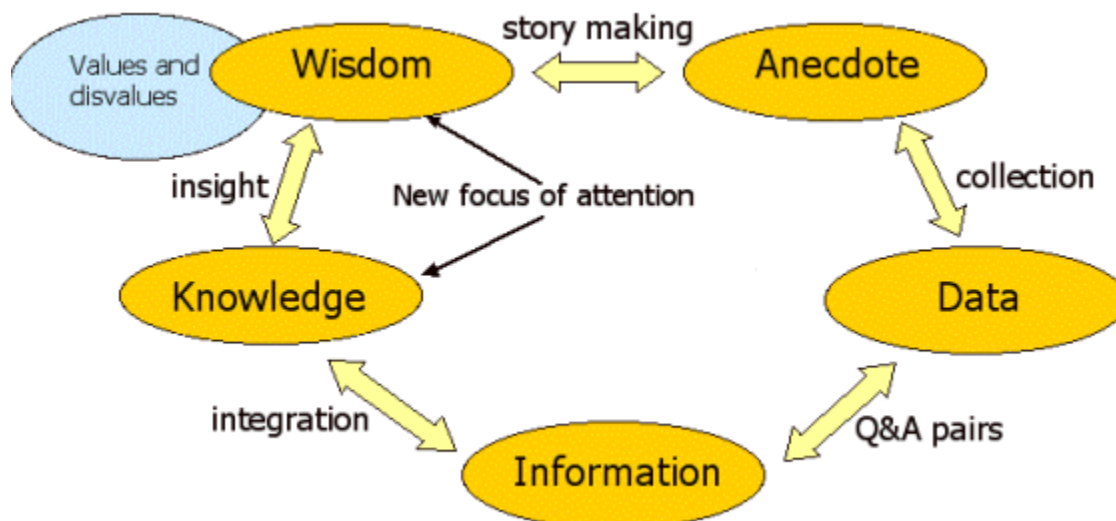 story making
Values and
disvalues
Wisdom
Anecdote
insight
New focus of attention
collection
Knowledge
Data
integration
Q&A pairs
Information